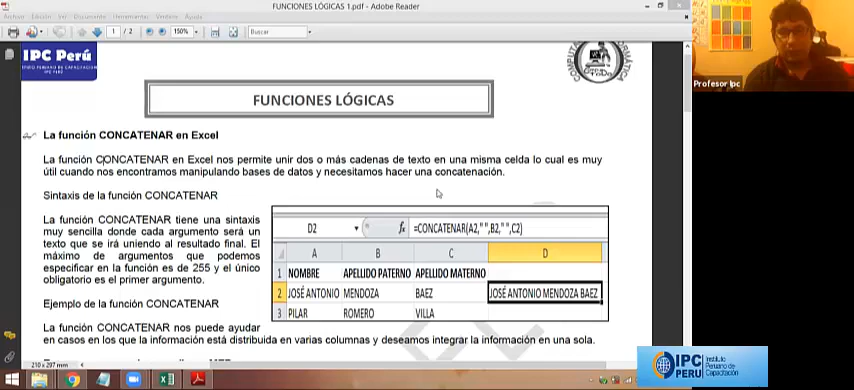 FUNCIONES LÓGICAS 1.pdf - Adobe Reader
Archivo Edición Ver Documento Herramientas Ventana Ayuda
1 / 2 150% Buscar
IPC Perú
FUNCIONES LÓGICAS
La función CONCATENAR en Excel
La función CONCATENAR en Excel nos permite unir dos o más cadenas de texto en una misma celda lo cual es muy
útil cuando nos encontramos manipulando bases de datos y necesitamos hacer una concatenación.
Sintaxis de la función CONCATENAR
La función CONCATENAR tiene una sintaxis
muy sencilla donde cada argumento será un
texto que se irá uniendo al resultado final. El
máximo de argumentos que podemos
especificar en la función es de 255 y el único
obligatorio es el primer argumento.
Ejemplo de la función CONCATENAR
La función CONCATENAR nos puede ayudar
en casos en los que la información está distribuida en varias columnas y deseamos integrar la información en una sola.
D2 fx =CONCATENAR(A2," ",B2," ",C2)
A B C D
1 NOMBRE APELLIDO PATERNO APELLIDO MATERNO
2 JOSÉ ANTONIO MENDOZA BAEZ JOSÉ ANTONIO MENDOZA BAEZ
3 PILAR ROMERO VILLA
210 x 297 mm
Profesor Ipc
IPC PERÚ
Instituto
Peruano de
Capacitación